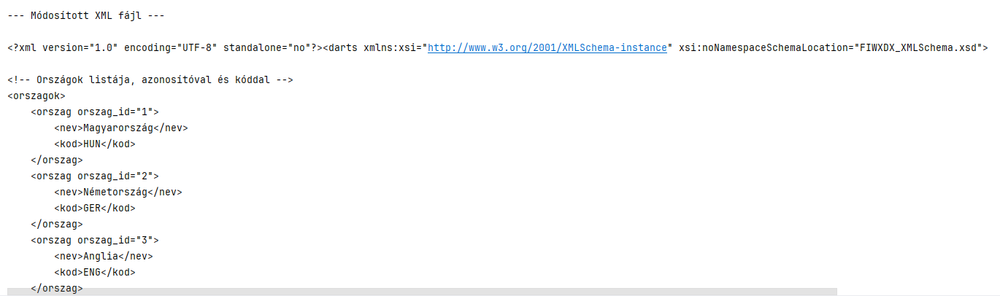 --- Módosított XML fájl ---
<?xml version="1.0" encoding="UTF-8" standalone="no"?><darts xmlns:xsi="http://www.w3.org/2001/XMLSchema-instance" xsi:noNamespaceSchemaLocation="FIWXDX_XMLSchema.xsd">
<!-- Országok listája, azonosítóval és kóddal -->
<orszagok>
    <orszag orszag_id="1">
        <nev>Magyarország</nev>
        <kod>HUN</kod>
    </orszag>
    <orszag orszag_id="2">
        <nev>Németország</nev>
        <kod>GER</kod>
    </orszag>
    <orszag orszag_id="3">
        <nev>Anglia</nev>
        <kod>ENG</kod>
    </orszag>